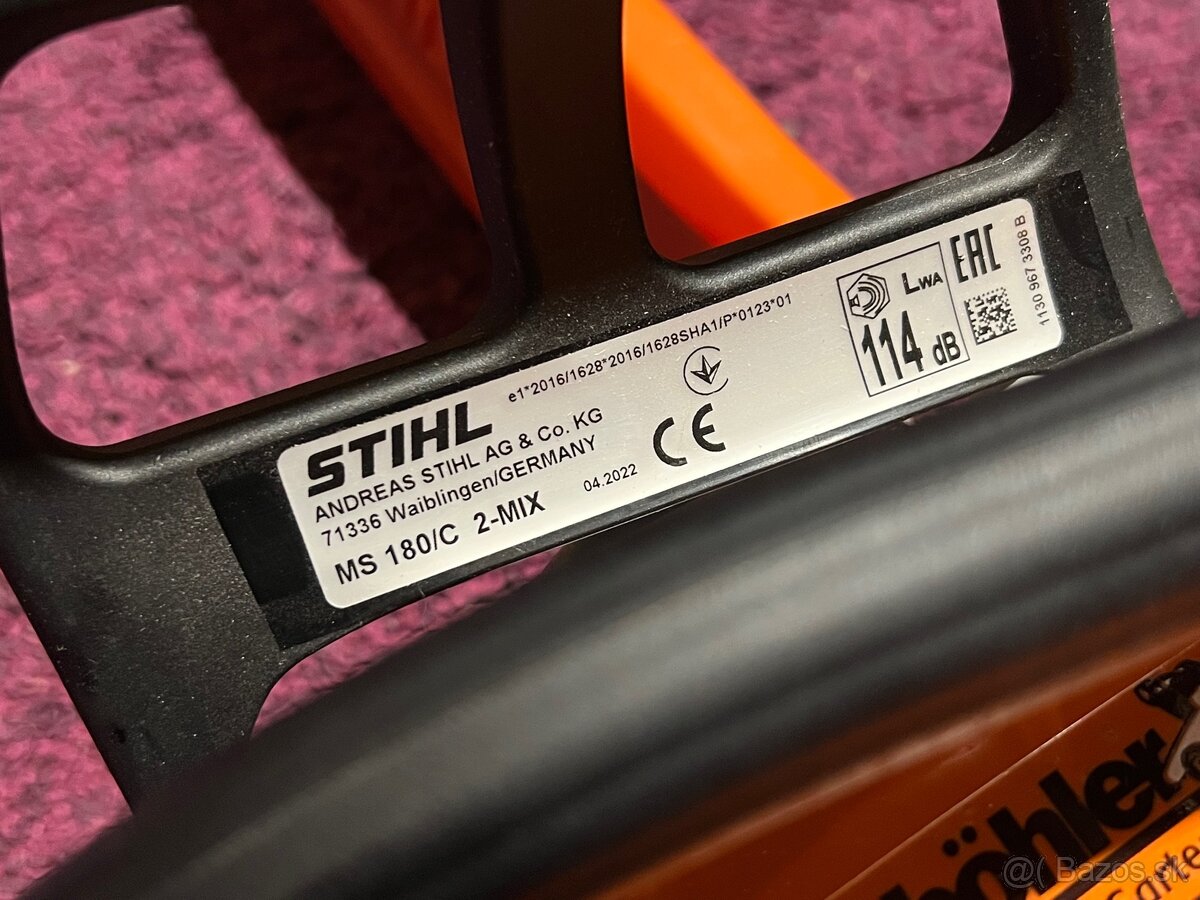 STIHL
e1*2016/1628*2016/1628SHA1/P*0123*01
ANDREAS STIHL AG & Co. KG
71336 Waiblingen/GERMANY
MS 180/C 2-MIX
04.2022
CE
LWA
114 dB
EAC
1130 967 3308 B
öhler
@( Bazos.sk